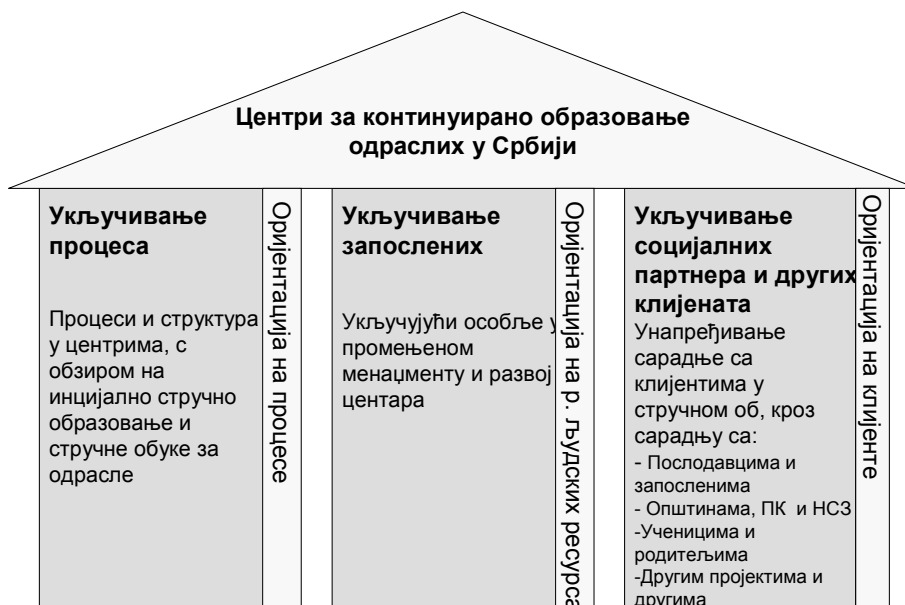 Центри за континуирано образовање
одраслих у Србији
Укључивање
процеса
Процеси и структура
у центрима, с
обзиром на
инцијално стручно
образовање и
стручне обуке за
одрасле
Оријентација на процесе
Укључивање
запослених
Укључујући особље у
промењеном
менаџменту и развој
центара
Оријентација на р. људских ресурса
Укључивање
социјалних
партнера и других
клијената
Унапређивање
сарадње са
клијентима у
стручном об, кроз
сарадњу са:
- Послодавцима и
запосленима
- Општинама, ПК и НСЗ
-Ученицима и
родитељима
-Другим пројектима и
другима
Оријентација на клијенте